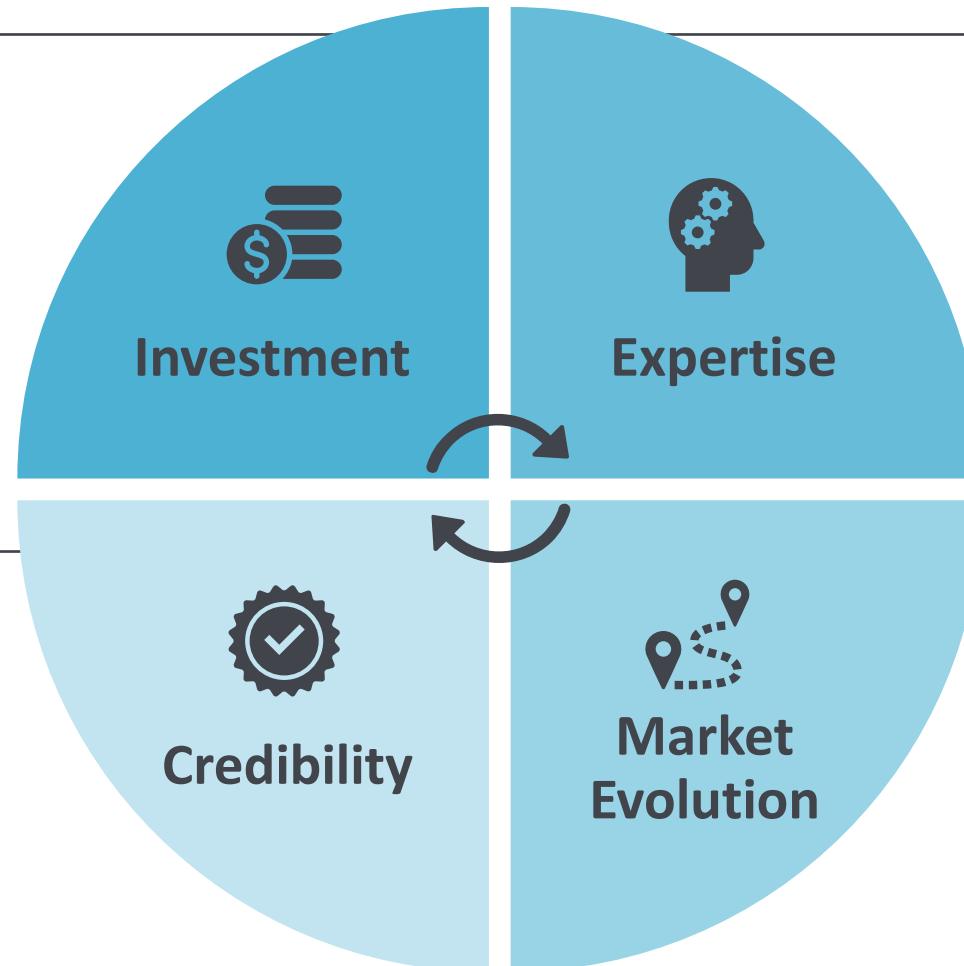 $
Investment
Expertise
Credibility
Market
Evolution